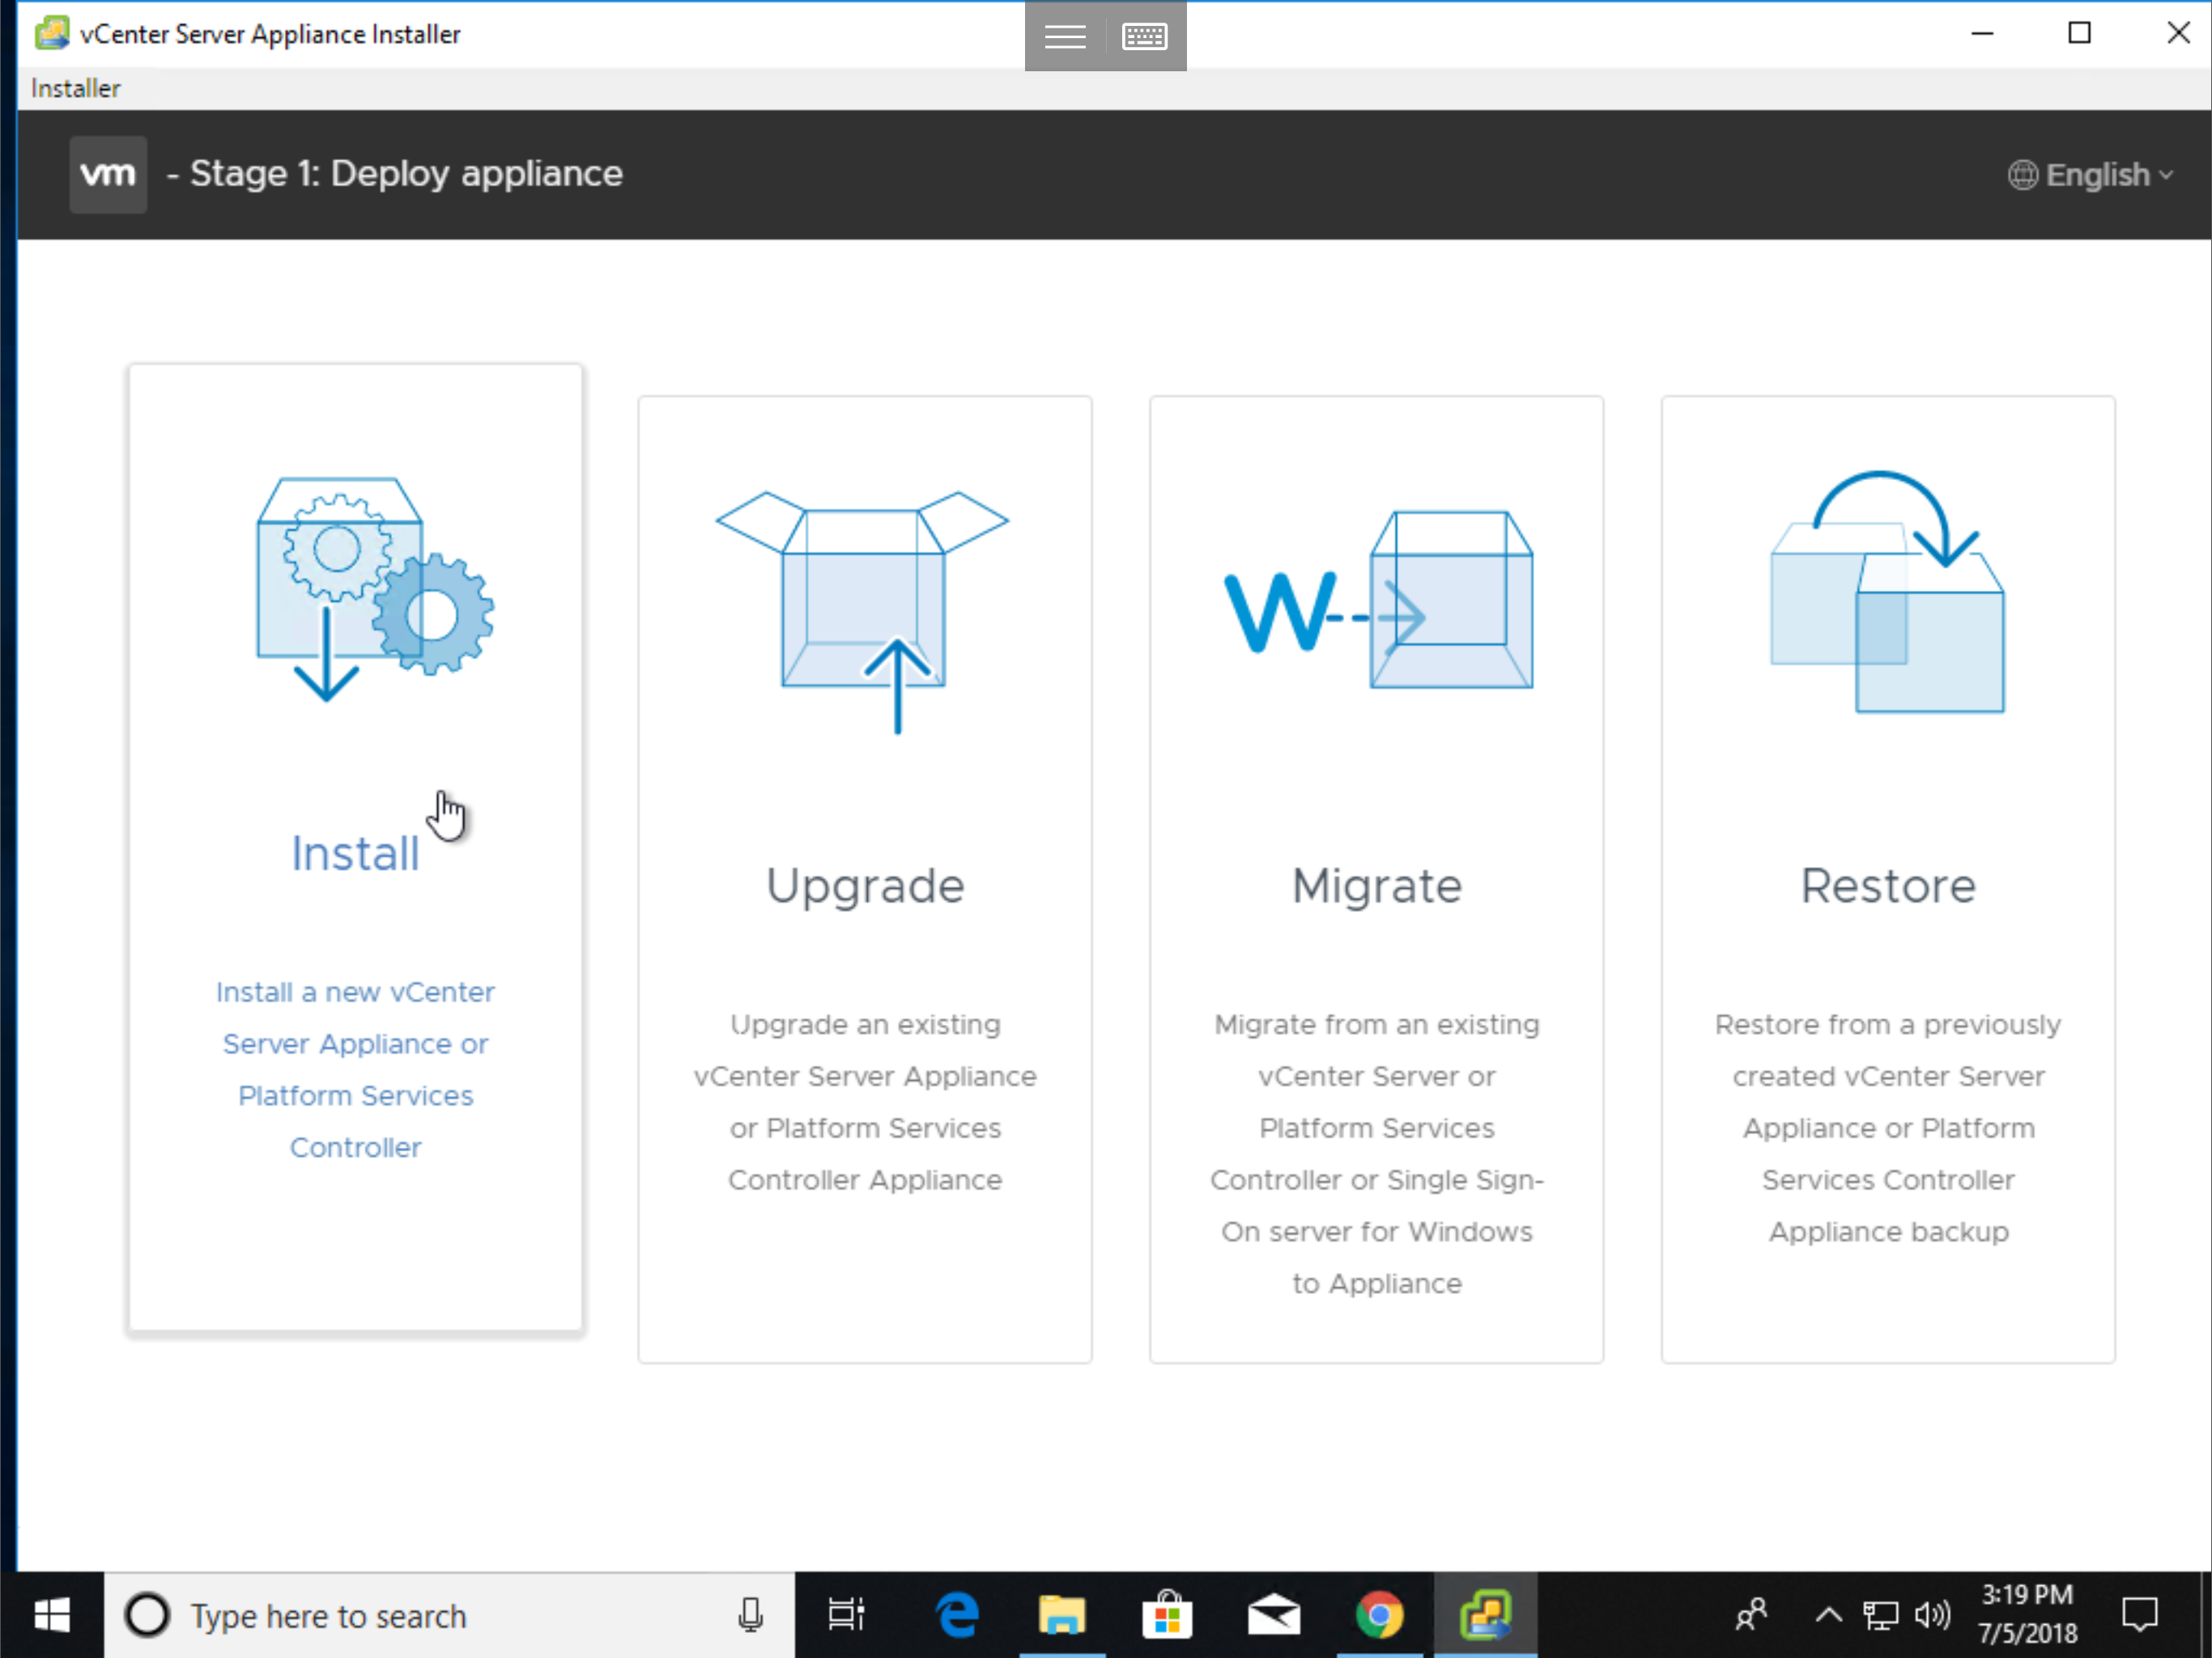 vCenter Server Appliance Installer
Installer
vm - Stage 1: Deploy appliance
English
Install
Install a new vCenter
Server Appliance or
Platform Services
Controller
Upgrade
Upgrade an existing
vCenter Server Appliance
or Platform Services
Controller Appliance
W
Migrate
Migrate from an existing
vCenter Server or
Platform Services
Controller or Single Sign-
On server for Windows
to Appliance
Restore
Restore from a previously
created vCenter Server
Appliance or Platform
Services Controller
Appliance backup
Type here to search
3:19 PM
7/5/2018